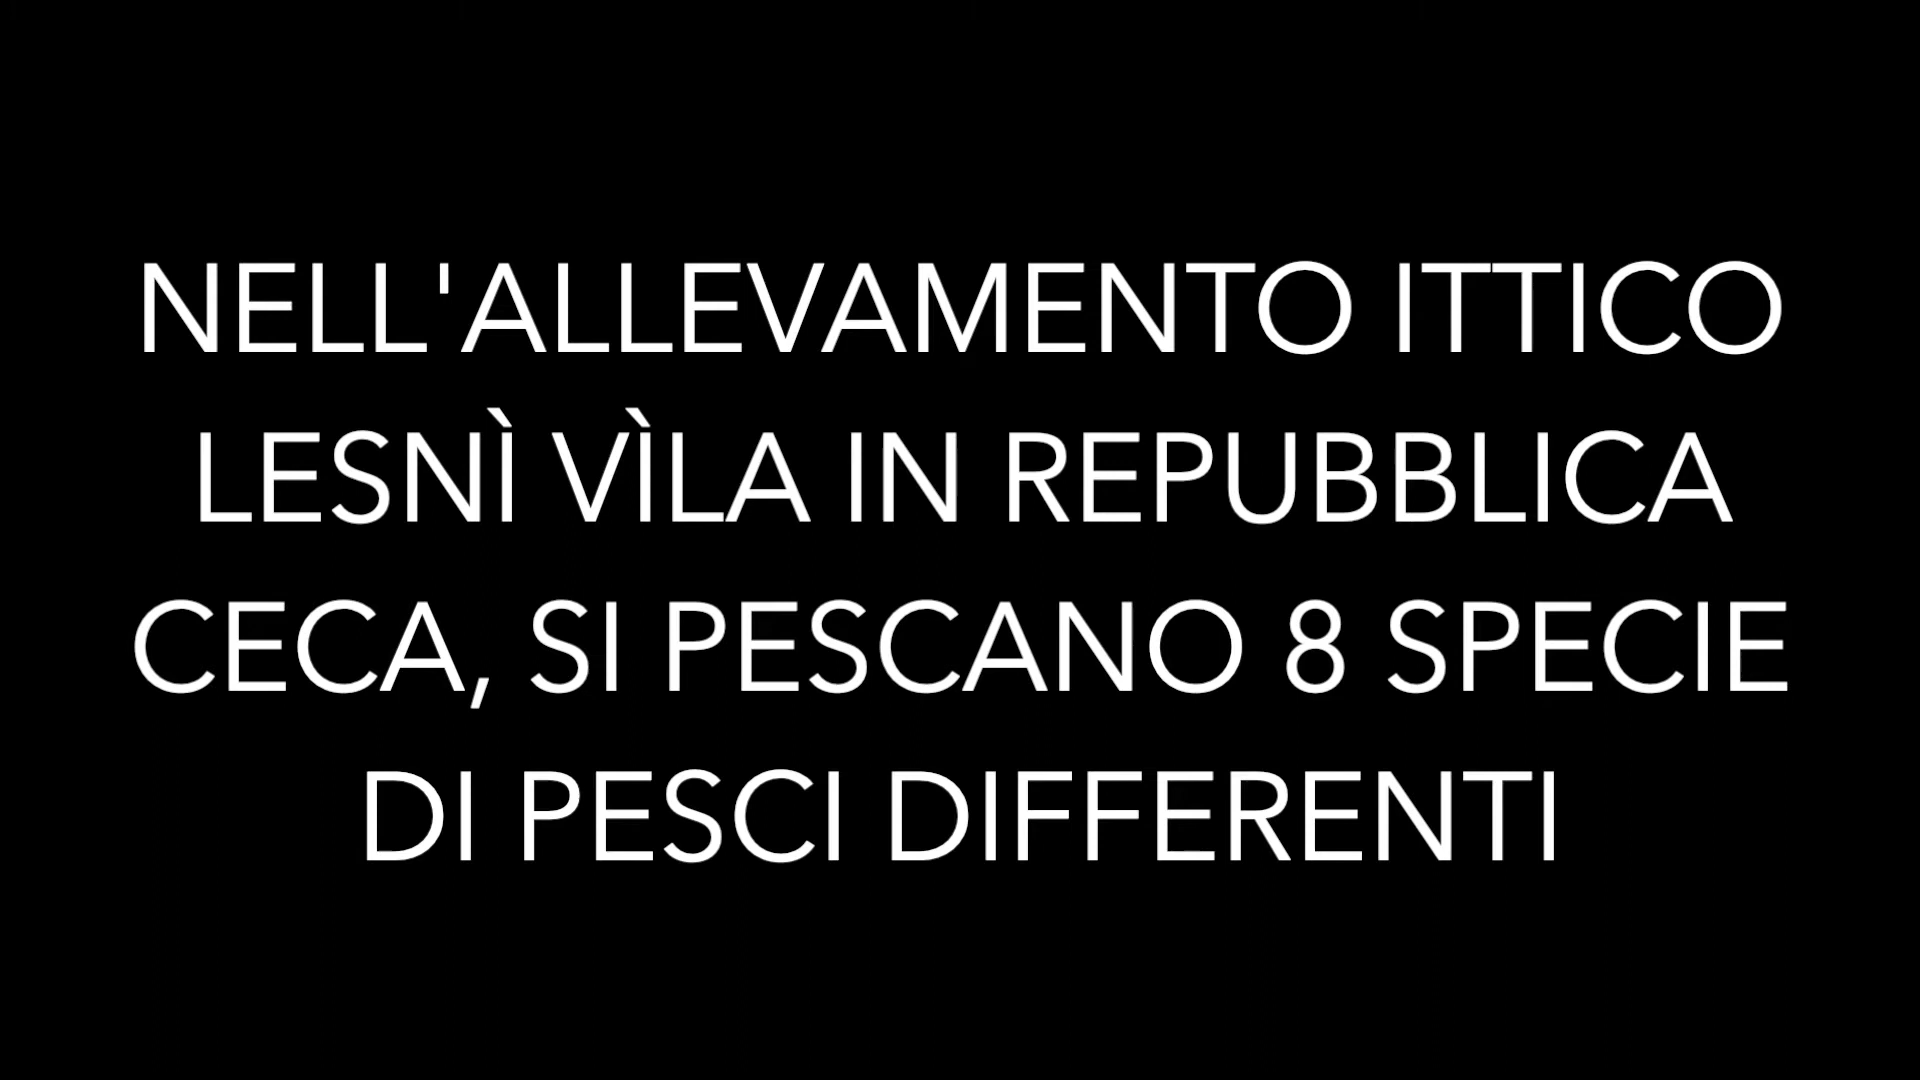 NELL'ALLEVAMENTO ITTICO
LESNÌ VÌLA IN REPUBBLICA
CECA, SI PESCANO 8 SPECIE
DI PESCI DIFFERENTI